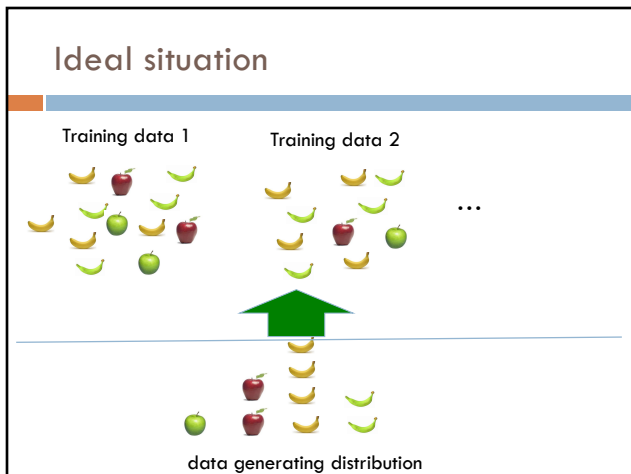 Ideal situation
Training data 1
Training data 2
...
data generating distribution